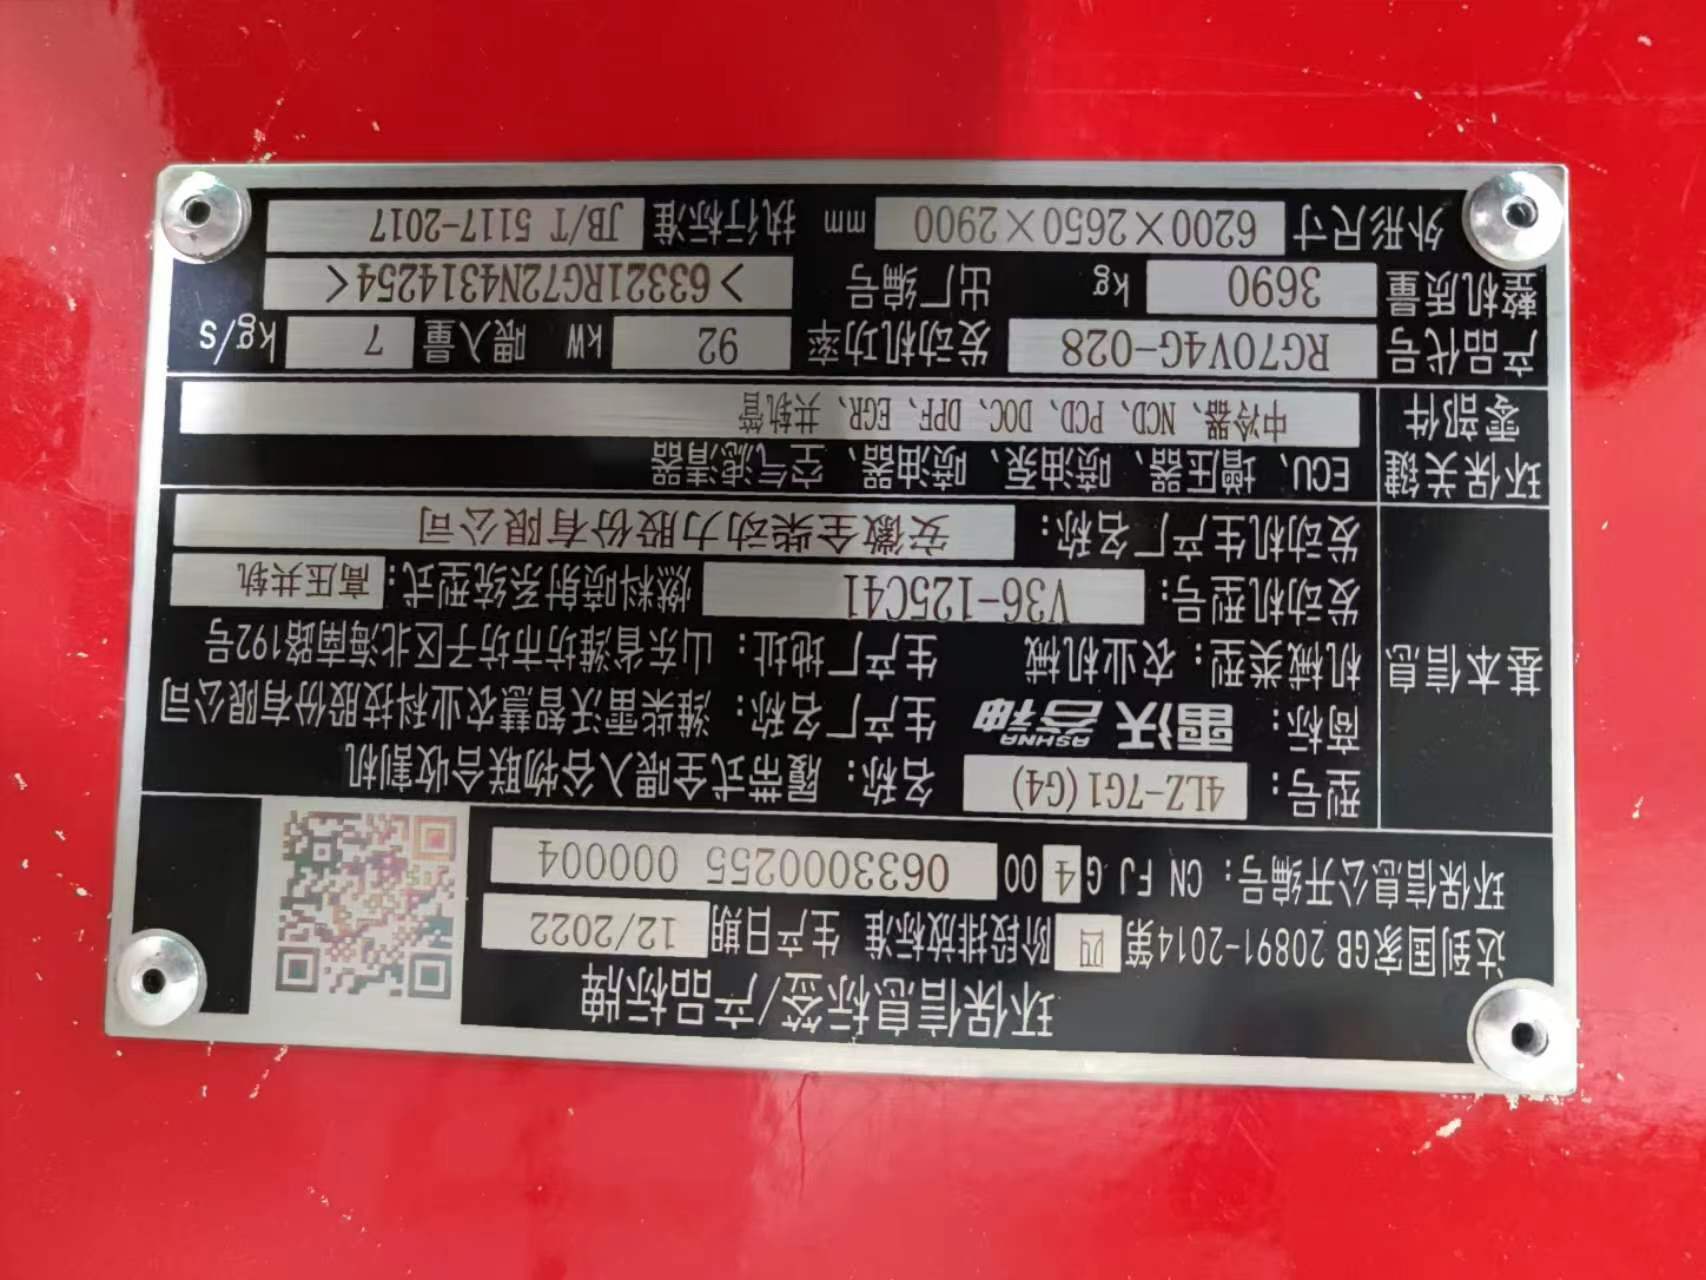 环保信息标签/产品标牌
达到国家GB 20891-2014第四阶段排放标准 生产日期 12/2022
环保信息公开编号: CN FJ G4 00 0633000255 000004
基本信息
型号: 4LZ-7G1(G4) 名称: 履带式全喂入谷物联合收割机
商标: 雷沃谷神 ASHNA 生产厂名称: 潍柴雷沃智慧农业科技股份有限公司
机械类型: 农业机械 生产厂地址: 山东省潍坊市坊子区北海南路192号
发动机型号: V36-125C41 燃料喷射系统型式: 高压共轨
发动机生产厂名称: 安徽全柴动力股份有限公司
环保关键零部件
ECU、增压器、喷油泵、喷油器、空气滤清器
中冷器、NCD、PCD、DOC、DPF、EGR、共轨管
产品代号 RG70V4G-028 发动机功率 92 kW 喂入量 7 kg/S
整机质量 3690 kg 出厂编号 >63321RG72N4314254<
外形尺寸 6200×2650×2900 mm 执行标准 JB/T 5117-2017